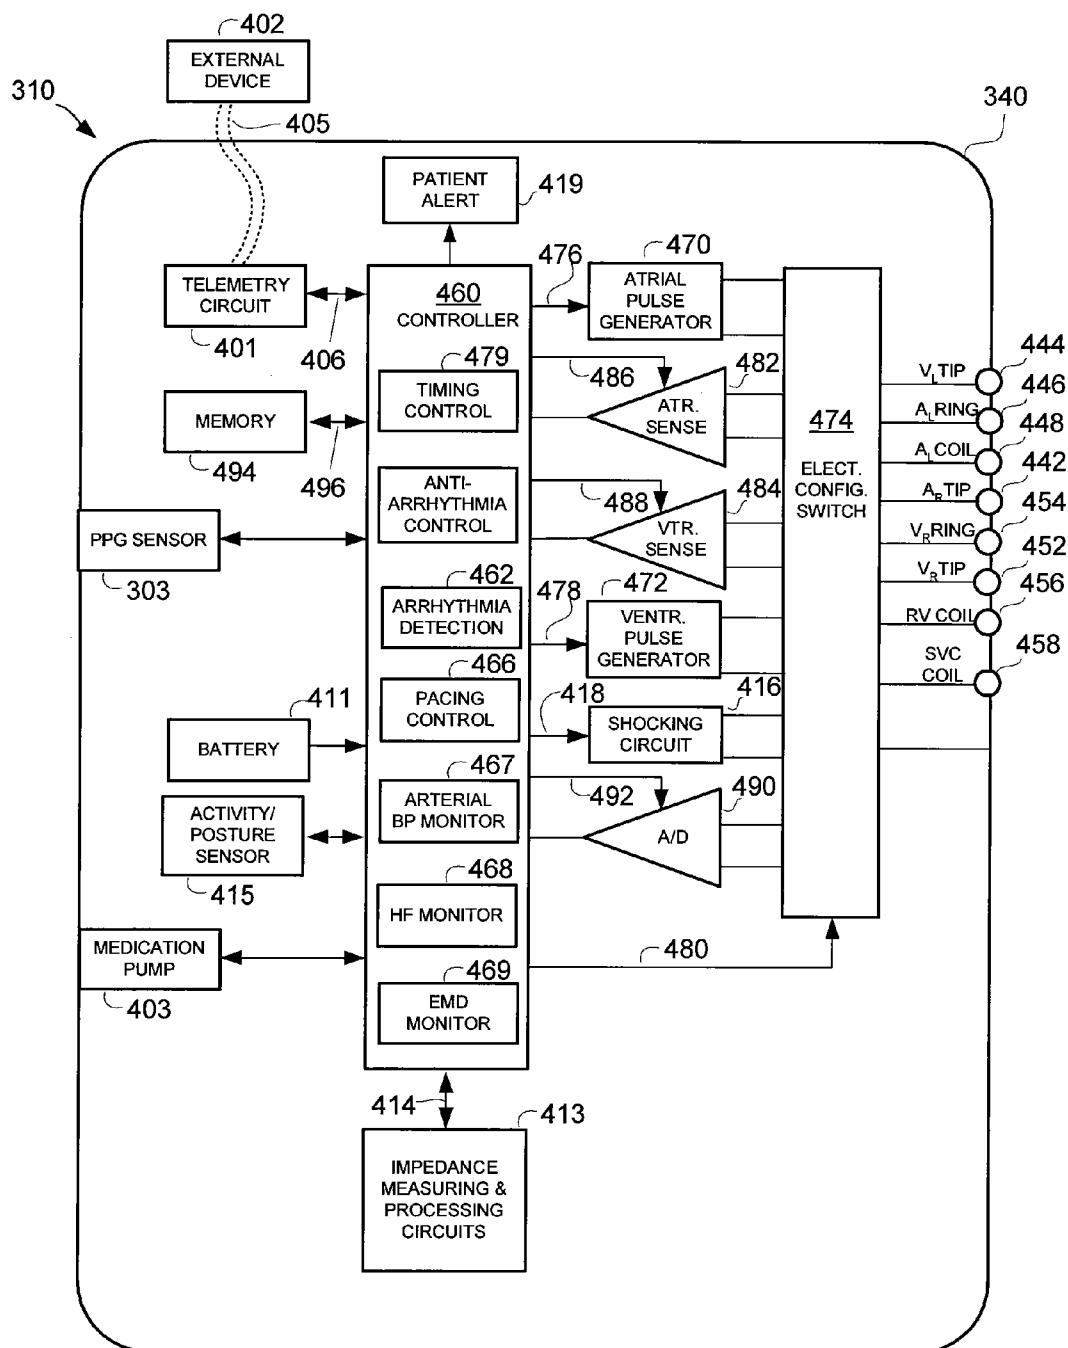 402
EXTERNAL
DEVICE
310
405
340
PATIENT
ALERT
419
TELEMETRY
CIRCUIT
401
406
460
CONTROLLER
476
470
ATRIAL
PULSE
GENERATOR
479
TIMING
CONTROL
486
482
ATR.
SENSE
MEMORY
494
496
ANTI-
ARRHYTHMIA
CONTROL
488
484
VTR.
SENSE
474
ELECT.
CONFIG.
SWITCH
VLTIP
444
ALRING
446
ALCOIL
448
ARTIP
442
VRRING
454
VRTIP
452
RV COIL
456
SVC
COIL
458
PPG SENSOR
303
462
ARRHYTHMIA
DETECTION
478
472
VENTR.
PULSE
GENERATOR
466
PACING
CONTROL
418
416
SHOCKING
CIRCUIT
411
BATTERY
467
ARTERIAL
BP MONITOR
492
490
A/D
ACTIVITY/
POSTURE
SENSOR
415
468
HF MONITOR
MEDICATION
PUMP
403
480
469
EMD
MONITOR
414
413
IMPEDANCE
MEASURING &
PROCESSING
CIRCUITS